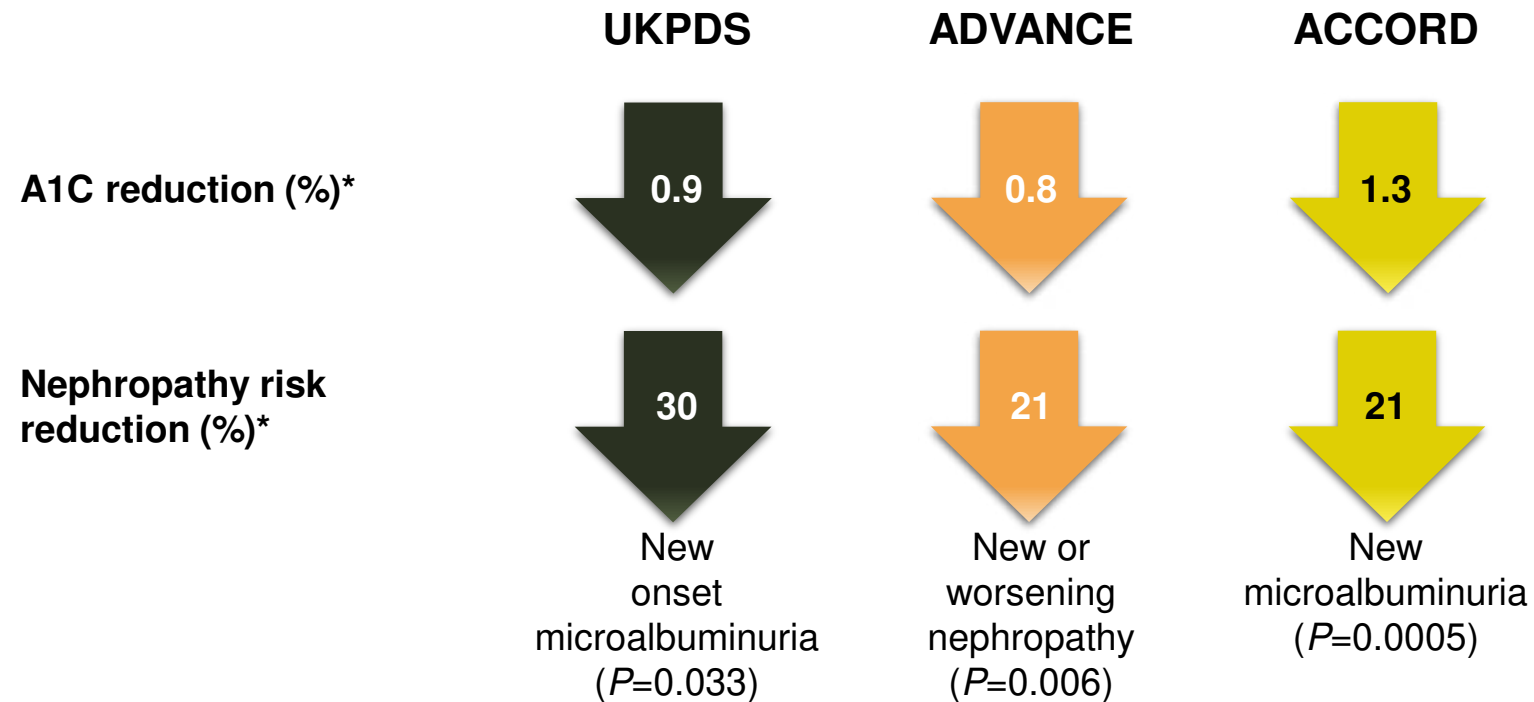 UKPDS ADVANCE ACCORD
A1C reduction (%)* 0.9 0.8 1.3
Nephropathy risk
reduction (%)* 30 21 21
New
onset
microalbuminuria
(P=0.033)
New or
worsening
nephropathy
(P=0.006)
New
microalbuminuria
(P=0.0005)